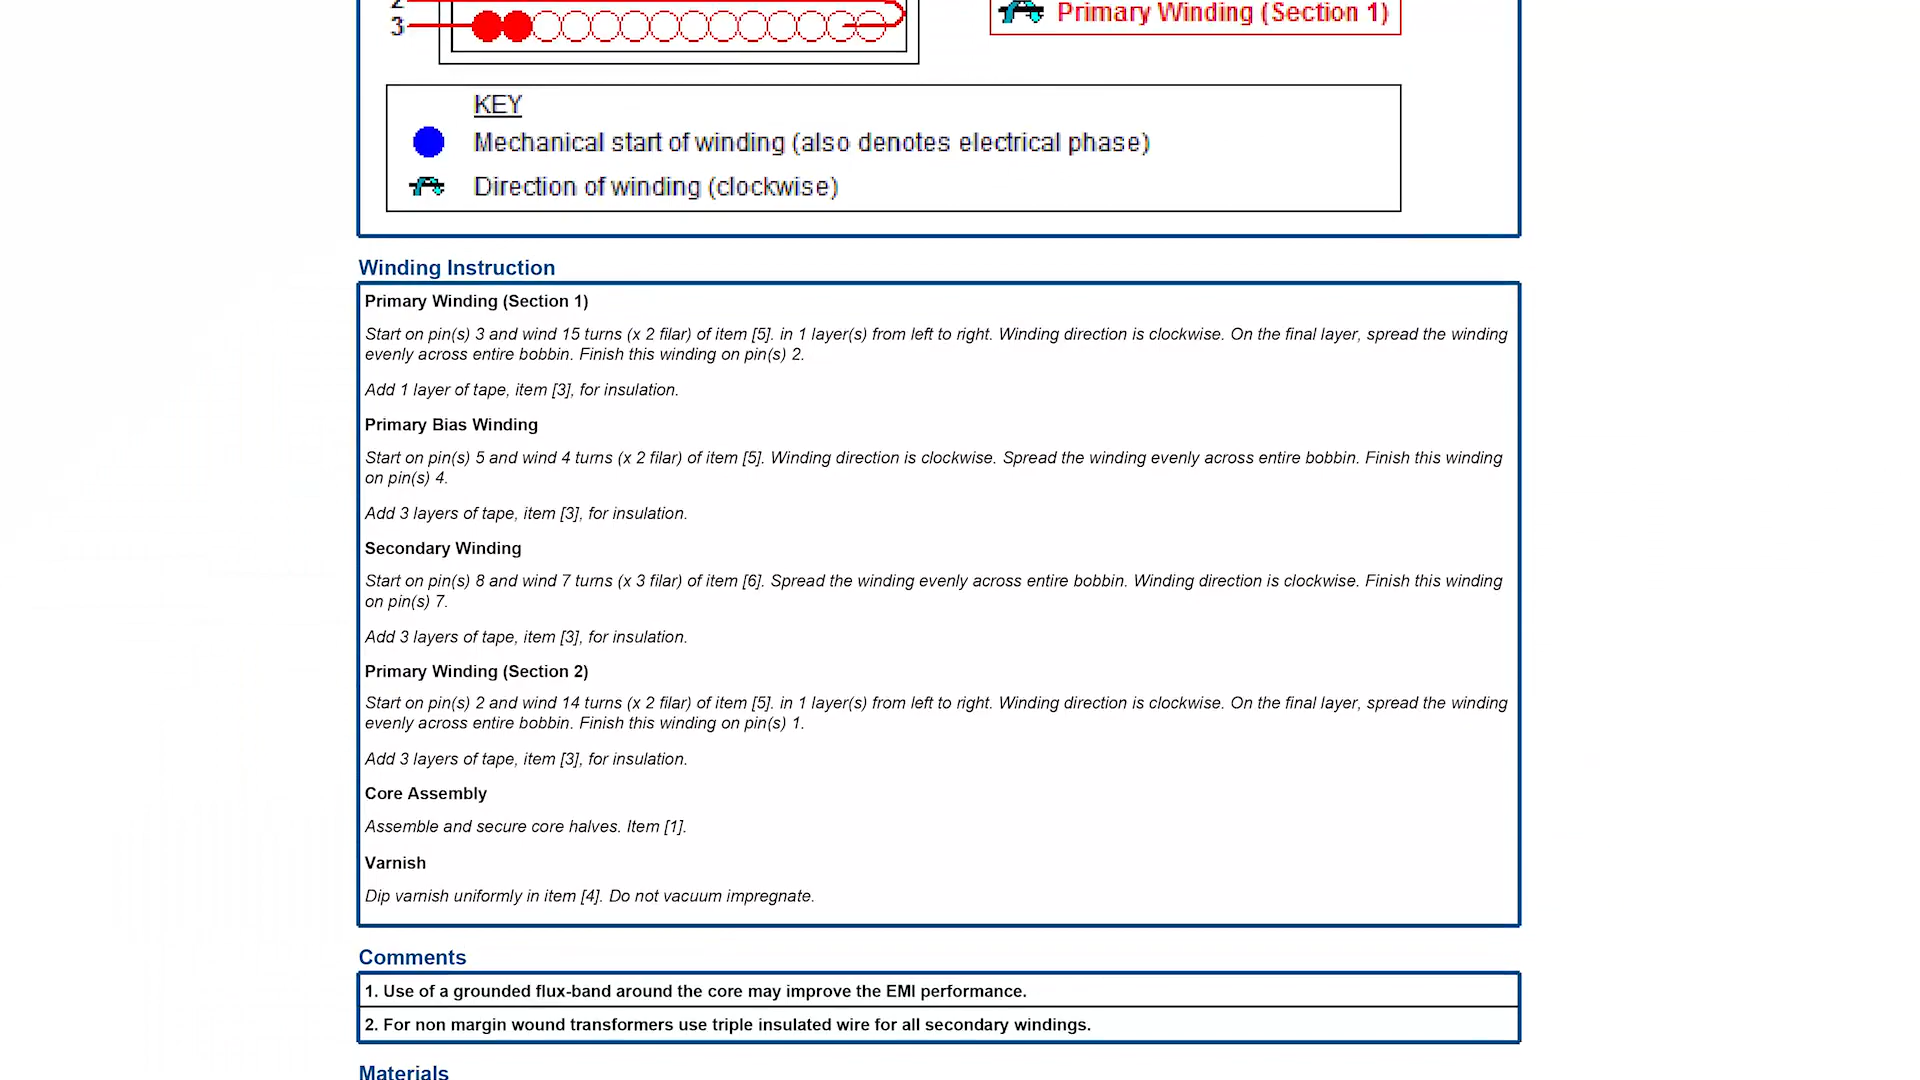 3
Primary Winding (Section 1)
KEY
Mechanical start of winding (also denotes electrical phase)
Direction of winding (clockwise)
Winding Instruction
Primary Winding (Section 1)
Start on pin(s) 3 and wind 15 turns (x 2 filar) of item [5]. in 1 layer(s) from left to right. Winding direction is clockwise. On the final layer, spread the winding
evenly across entire bobbin. Finish this winding on pin(s) 2.
Add 1 layer of tape, item [3], for insulation.
Primary Bias Winding
Start on pin(s) 5 and wind 4 turns (x 2 filar) of item [5]. Winding direction is clockwise. Spread the winding evenly across entire bobbin. Finish this winding
on pin(s) 4.
Add 3 layers of tape, item [3], for insulation.
Secondary Winding
Start on pin(s) 8 and wind 7 turns (x 3 filar) of item [6]. Spread the winding evenly across entire bobbin. Winding direction is clockwise. Finish this winding
on pin(s) 7.
Add 3 layers of tape, item [3], for insulation.
Primary Winding (Section 2)
Start on pin(s) 2 and wind 14 turns (x 2 filar) of item [5]. in 1 layer(s) from left to right. Winding direction is clockwise. On the final layer, spread the winding
evenly across entire bobbin. Finish this winding on pin(s) 1.
Add 3 layers of tape, item [3], for insulation.
Core Assembly
Assemble and secure core halves. Item [1].
Varnish
Dip varnish uniformly in item [4]. Do not vacuum impregnate.
Comments
1. Use of a grounded flux-band around the core may improve the EMI performance.
2. For non margin wound transformers use triple insulated wire for all secondary windings.
Materials